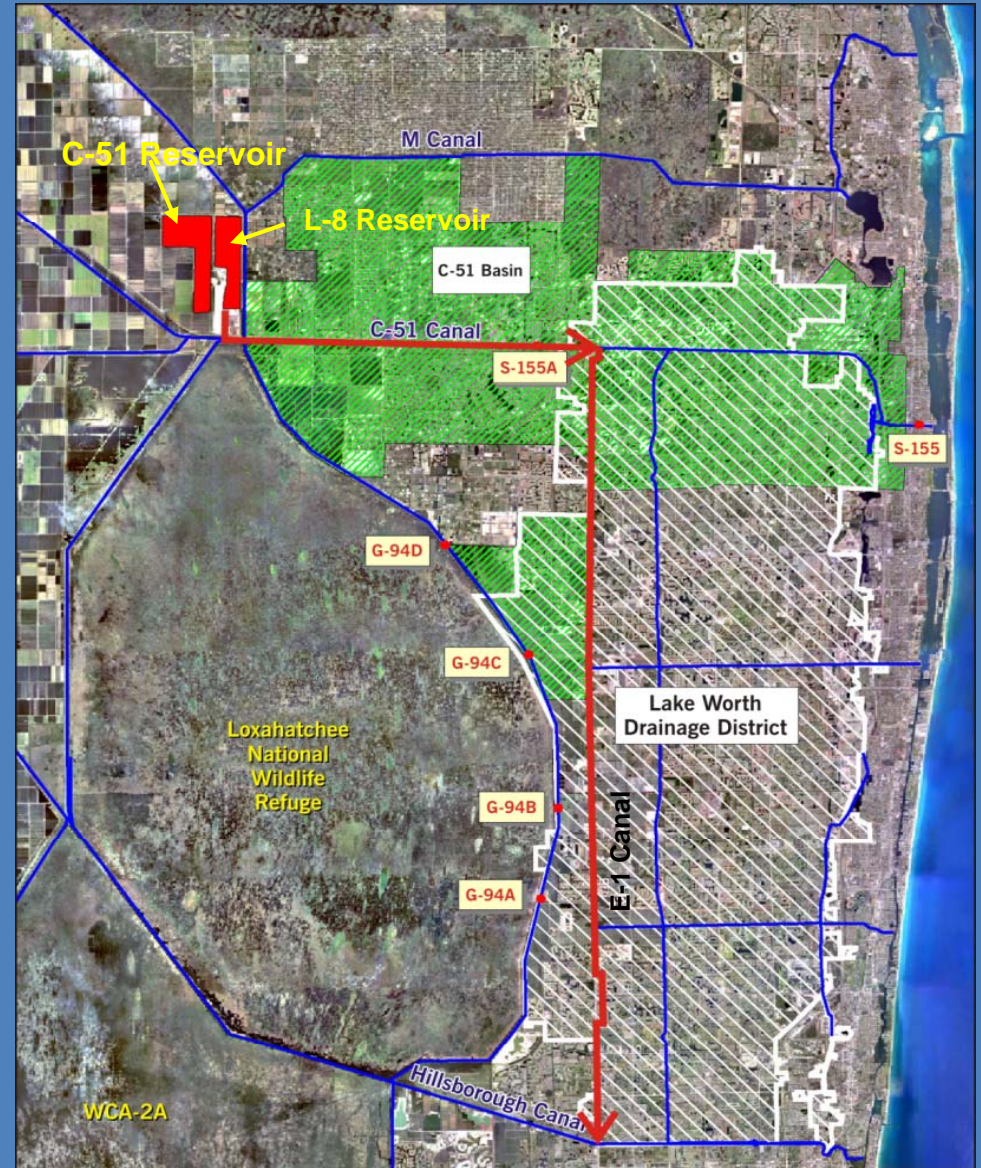 M Canal
C-51 Reservoir
L-8 Reservoir
C-51 Basin
C-51 Canal
S-155A
S-155
G-94D
G-94C
Lake Worth
Drainage District
Loxahatchee
National
Wildlife
Refuge
G-94B
E-1 Canal
G-94A
Hillsborough Canal
WCA-2A